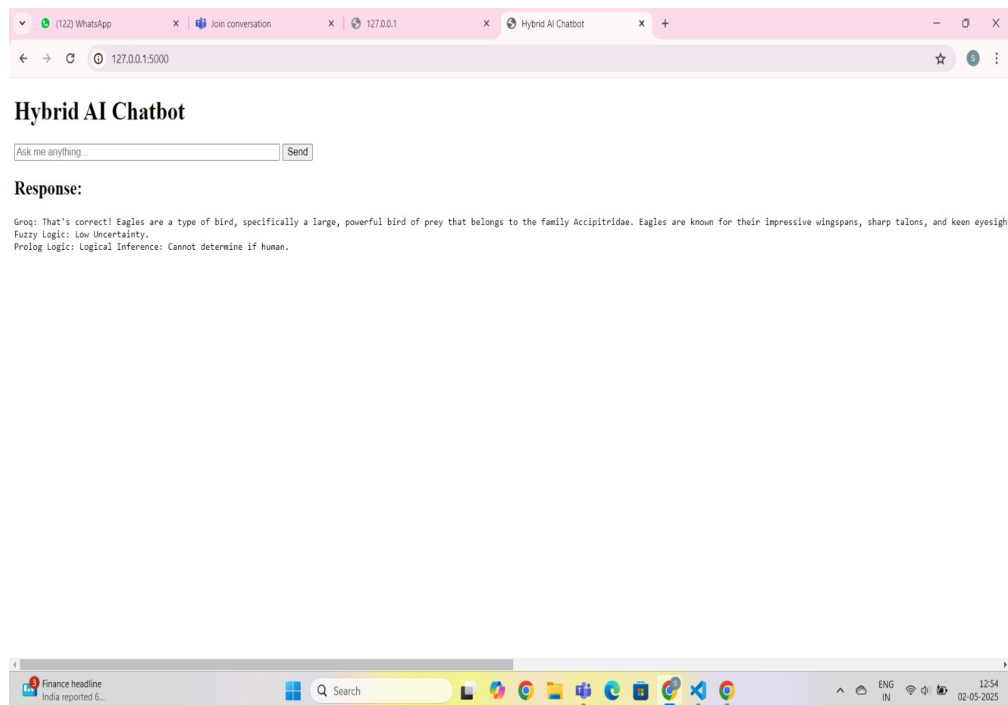 (122) WhatsApp
Join conversation
127.0.0.1
Hybrid AI Chatbot
127.0.0.1:5000
S
Hybrid AI Chatbot
Ask me anything...
Send
Response:
Groq: That's correct! Eagles are a type of bird, specifically a large, powerful bird of prey that belongs to the family Accipitridae. Eagles are known for their impressive wingspans, sharp talons, and keen eyesigh
Fuzzy Logic: Low Uncertainty.
Prolog Logic: Logical Inference: Cannot determine if human.
3
Finance headline
India reported 6...
Search
ENG
IN
12:54
02-05-2025